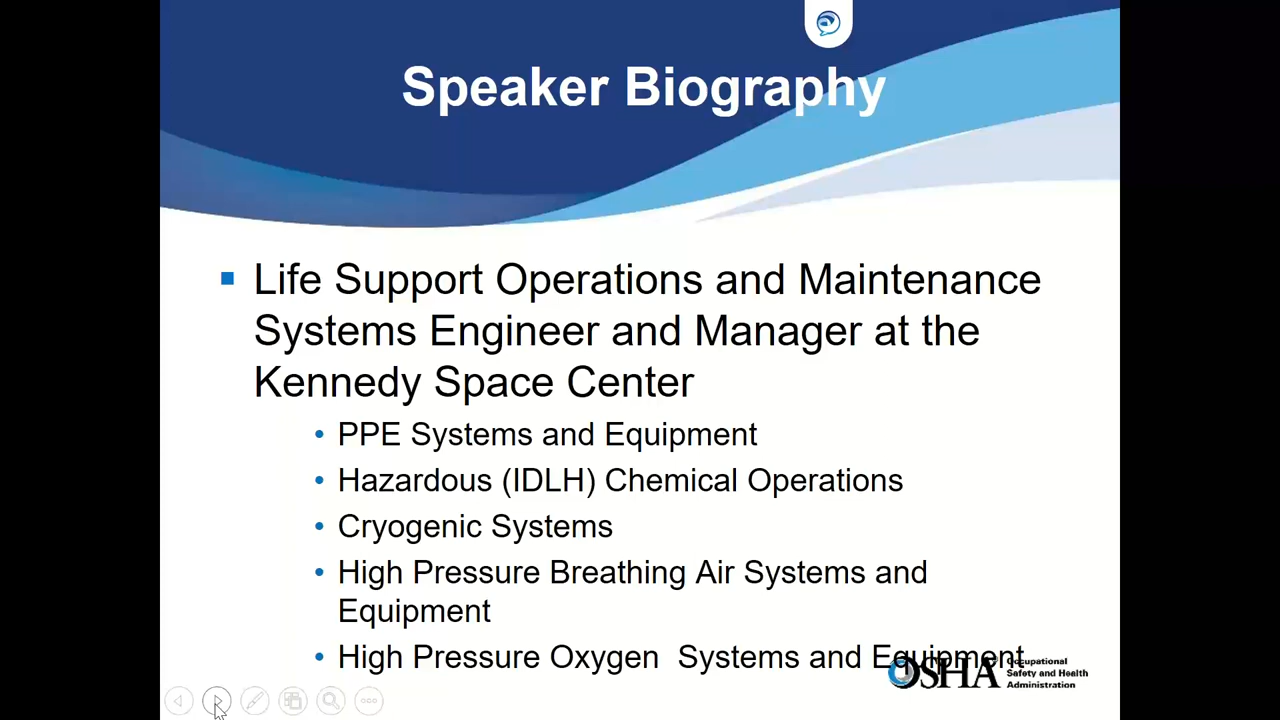 Speaker Biography
Life Support Operations and Maintenance
Systems Engineer and Manager at the
Kennedy Space Center
PPE Systems and Equipment
Hazardous (IDLH) Chemical Operations
Cryogenic Systems
High Pressure Breathing Air Systems and
Equipment
High Pressure Oxygen Systems and Equipment
OSHA
Occupational
Safety and Health
Administration